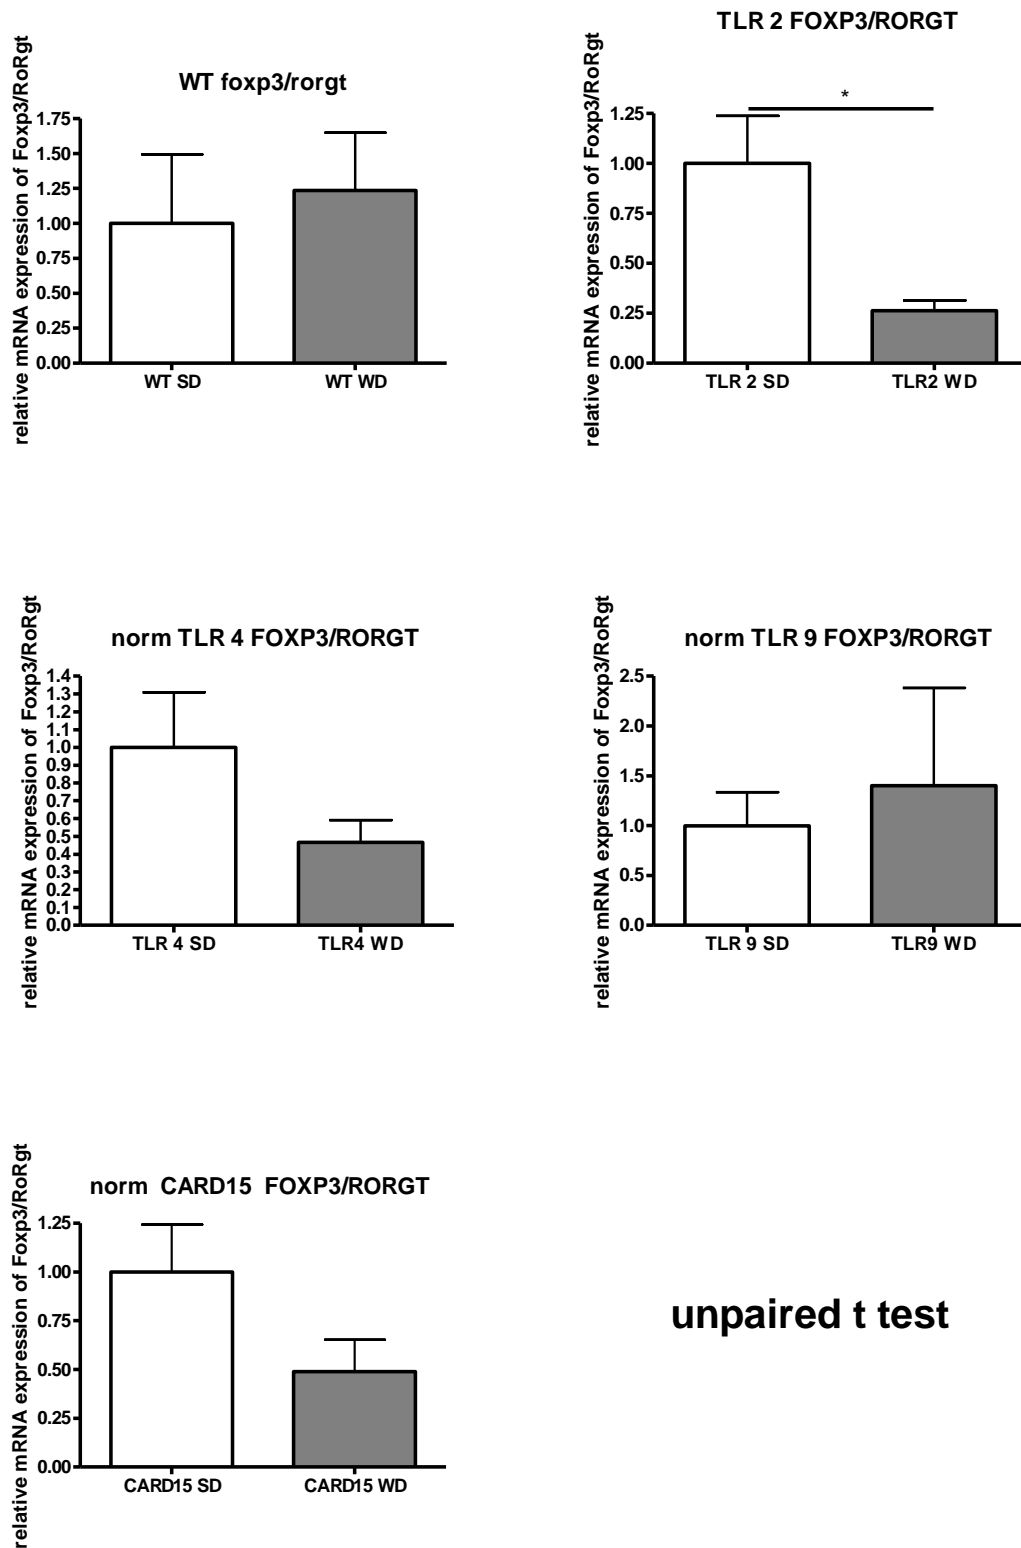 WT foxp3/rorgt
relative mRNA expression of Foxp3/RoRgt
1.75
1.50
1.25
1.00
0.75
0.50
0.25
0.00
WT SD
WT WD
TLR 2 FOXP3/RORGT
relative mRNA expression of Foxp3/RoRgt
*
1.25
1.00
0.75
0.50
0.25
0.00
TLR 2 SD
TLR2 WD
norm TLR 4 FOXP3/RORGT
relative mRNA expression of Foxp3/RoRgt
1.4
1.3
1.2
1.1
1.0
0.9
0.8
0.7
0.6
0.5
0.4
0.3
0.2
0.1
0.0
TLR 4 SD
TLR4 WD
norm TLR 9 FOXP3/RORGT
relative mRNA expression of Foxp3/RoRgt
2.5
2.0
1.5
1.0
0.5
0.0
TLR 9 SD
TLR9 WD
norm CARD15 FOXP3/RORGT
relative mRNA expression of Foxp3/RoRgt
1.25
1.00
0.75
0.50
0.25
0.00
CARD15 SD
CARD15 WD
unpaired t test